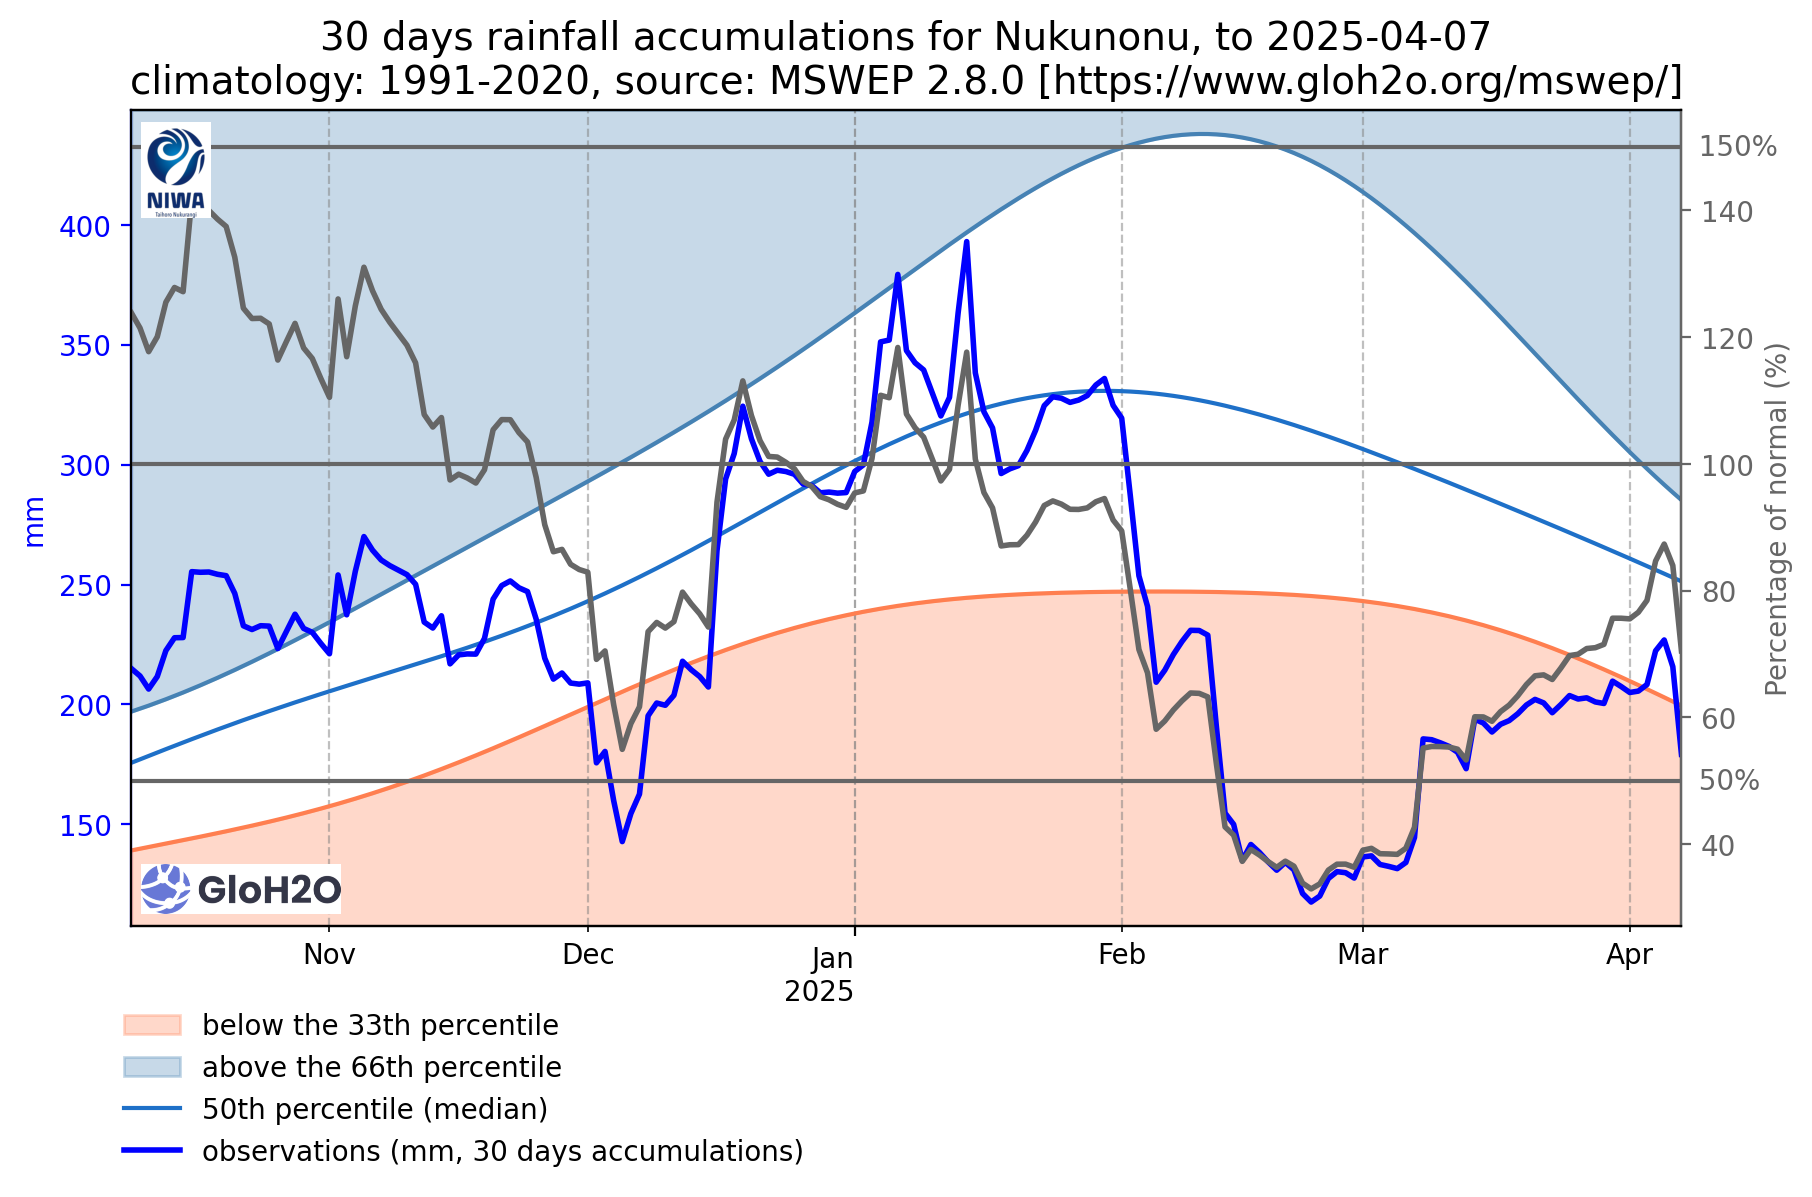 30 days rainfall accumulations for Nukunonu, to 2025-04-07
climatology: 1991-2020, source: MSWEP 2.8.0 [https://www.gloh2o.org/mswep/]
NIWA
Taihoro Nukurangi
400
350
300
250
200
150
mm
150%
140
120
100
80
60
50%
40
Percentage of normal (%)
GloH2O
Nov
Dec
Jan
2025
Feb
Mar
Apr
below the 33th percentile
above the 66th percentile
50th percentile (median)
observations (mm, 30 days accumulations)